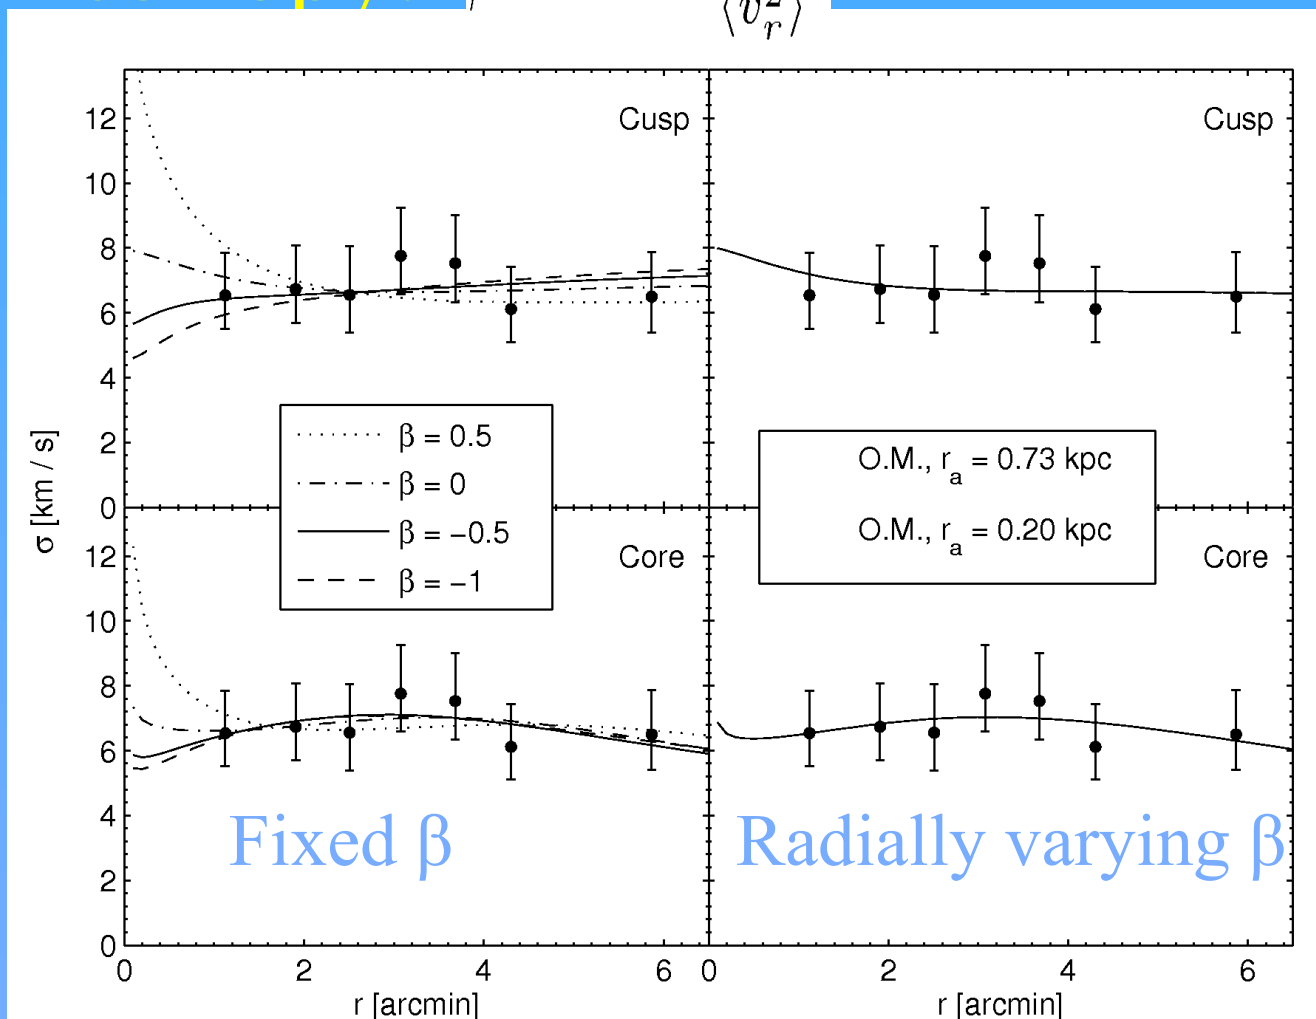 ⟨v_r^2⟩
12
10
8
6
4
2
0
Cusp
Cusp
σ [km / s]
β = 0.5
β = 0
β = −0.5
β = −1
O.M., r_a = 0.73 kpc
O.M., r_a = 0.20 kpc
12
10
8
6
4
2
0
Core
Core
Fixed β
Radially varying β
0 2 4 6 0 2 4 6
r [arcmin] r [arcmin]